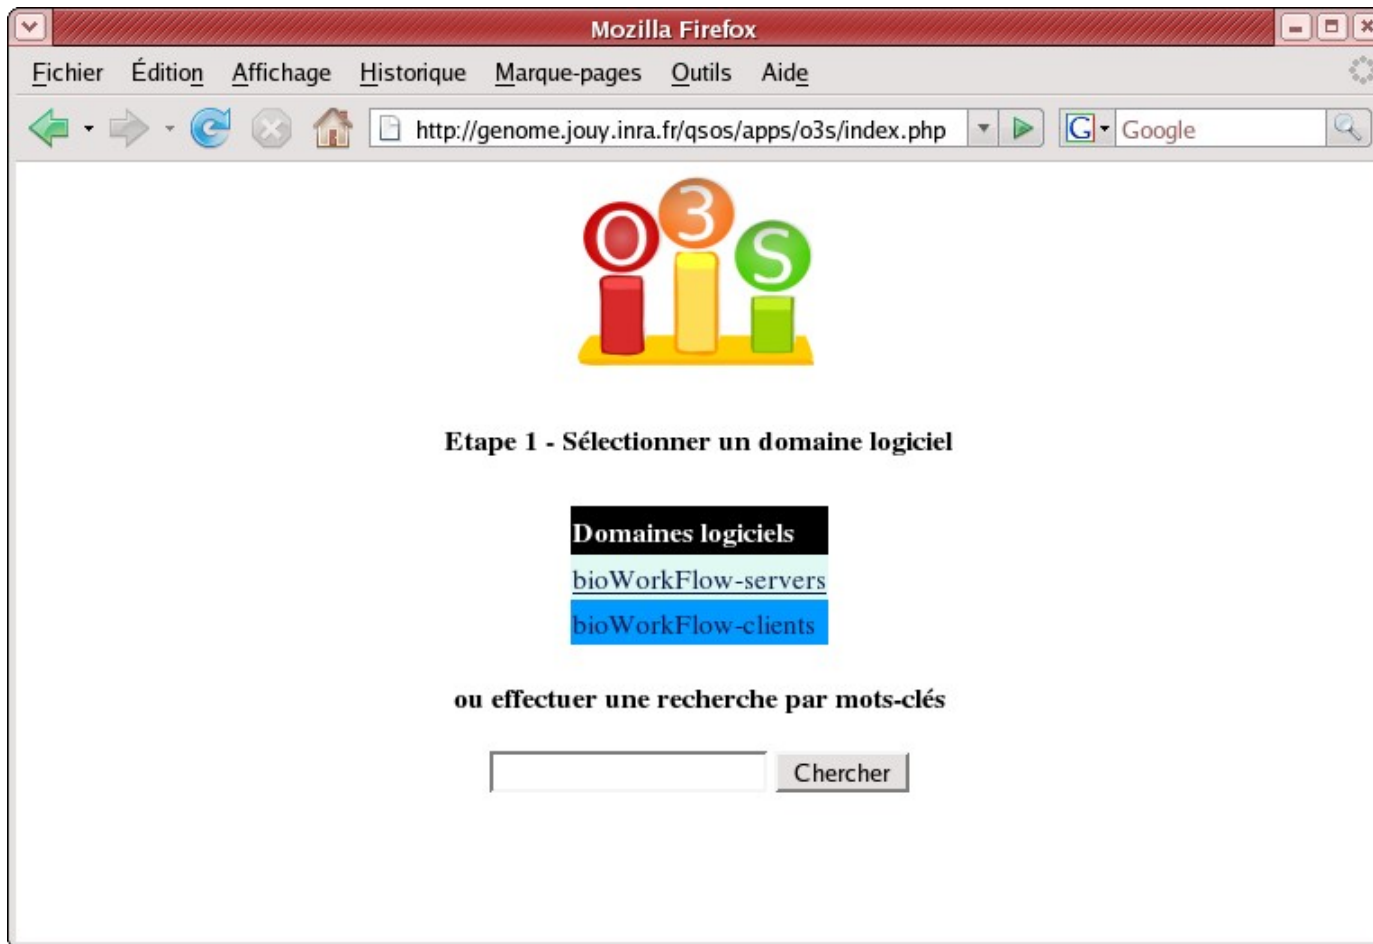 Mozilla Firefox
Fichier Édition Affichage Historique Marque-pages Outils Aide
http://genome.jouy.inra.fr/qsos/apps/o3s/index.php G Google
O3S
Etape 1 - Sélectionner un domaine logiciel
Domaines logiciels
bioWorkFlow-servers
bioWorkFlow-clients
ou effectuer une recherche par mots-clés
Chercher